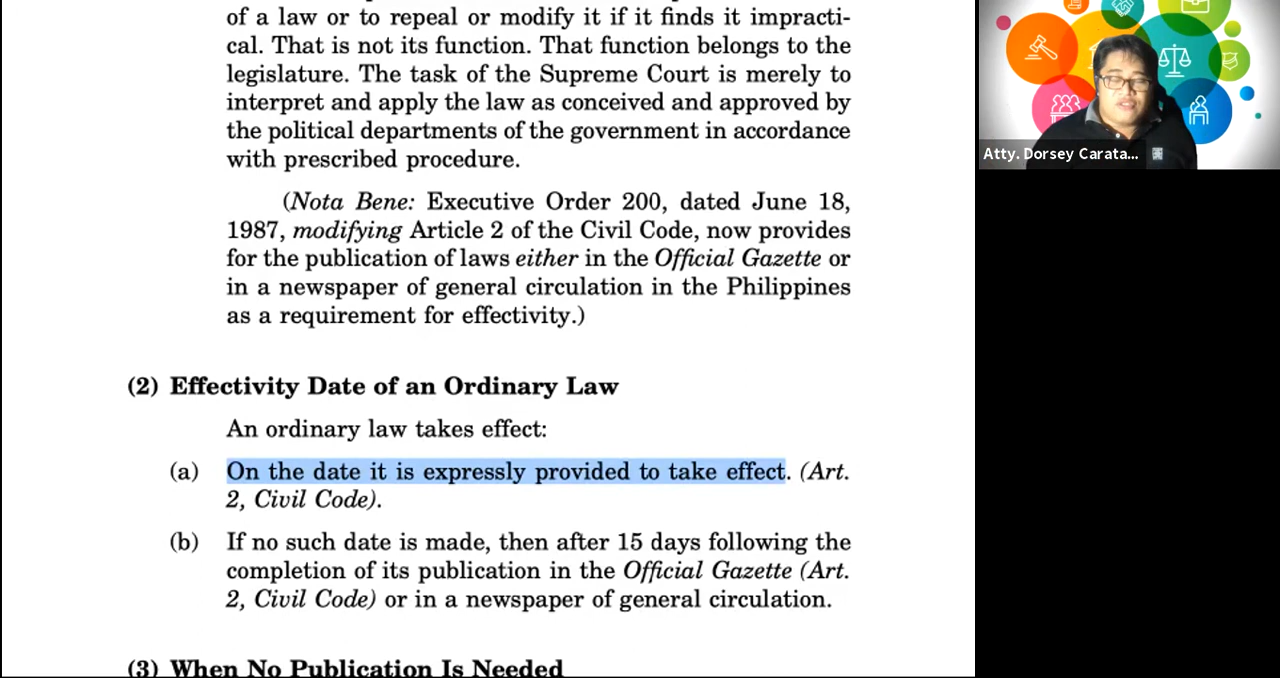 of a law or to repeal or modify it if it finds it impracti-
cal. That is not its function. That function belongs to the
legislature. The task of the Supreme Court is merely to
interpret and apply the law as conceived and approved by
the political departments of the government in accordance
with prescribed procedure.
(Nota Bene: Executive Order 200, dated June 18,
1987, modifying Article 2 of the Civil Code, now provides
for the publication of laws either in the Official Gazette or
in a newspaper of general circulation in the Philippines
as a requirement for effectivity.)
(2) Effectivity Date of an Ordinary Law
An ordinary law takes effect:
(a) On the date it is expressly provided to take effect. (Art.
2, Civil Code).
(b) If no such date is made, then after 15 days following the
completion of its publication in the Official Gazette (Art.
2, Civil Code) or in a newspaper of general circulation.
(3) When No Publication Is Needed
Atty. Dorsey Carata...